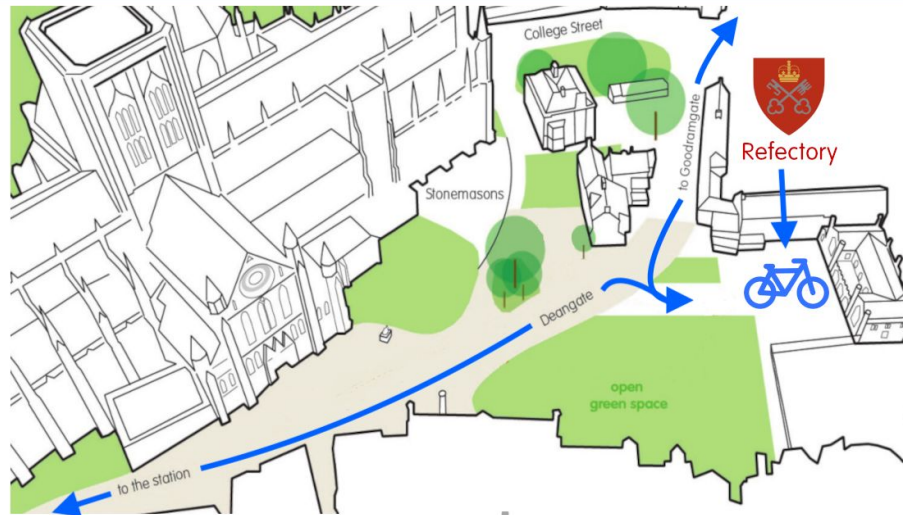 College Street
to Goodramgate
Refectory
Stonemasons
Deangate
open
green space
to the station